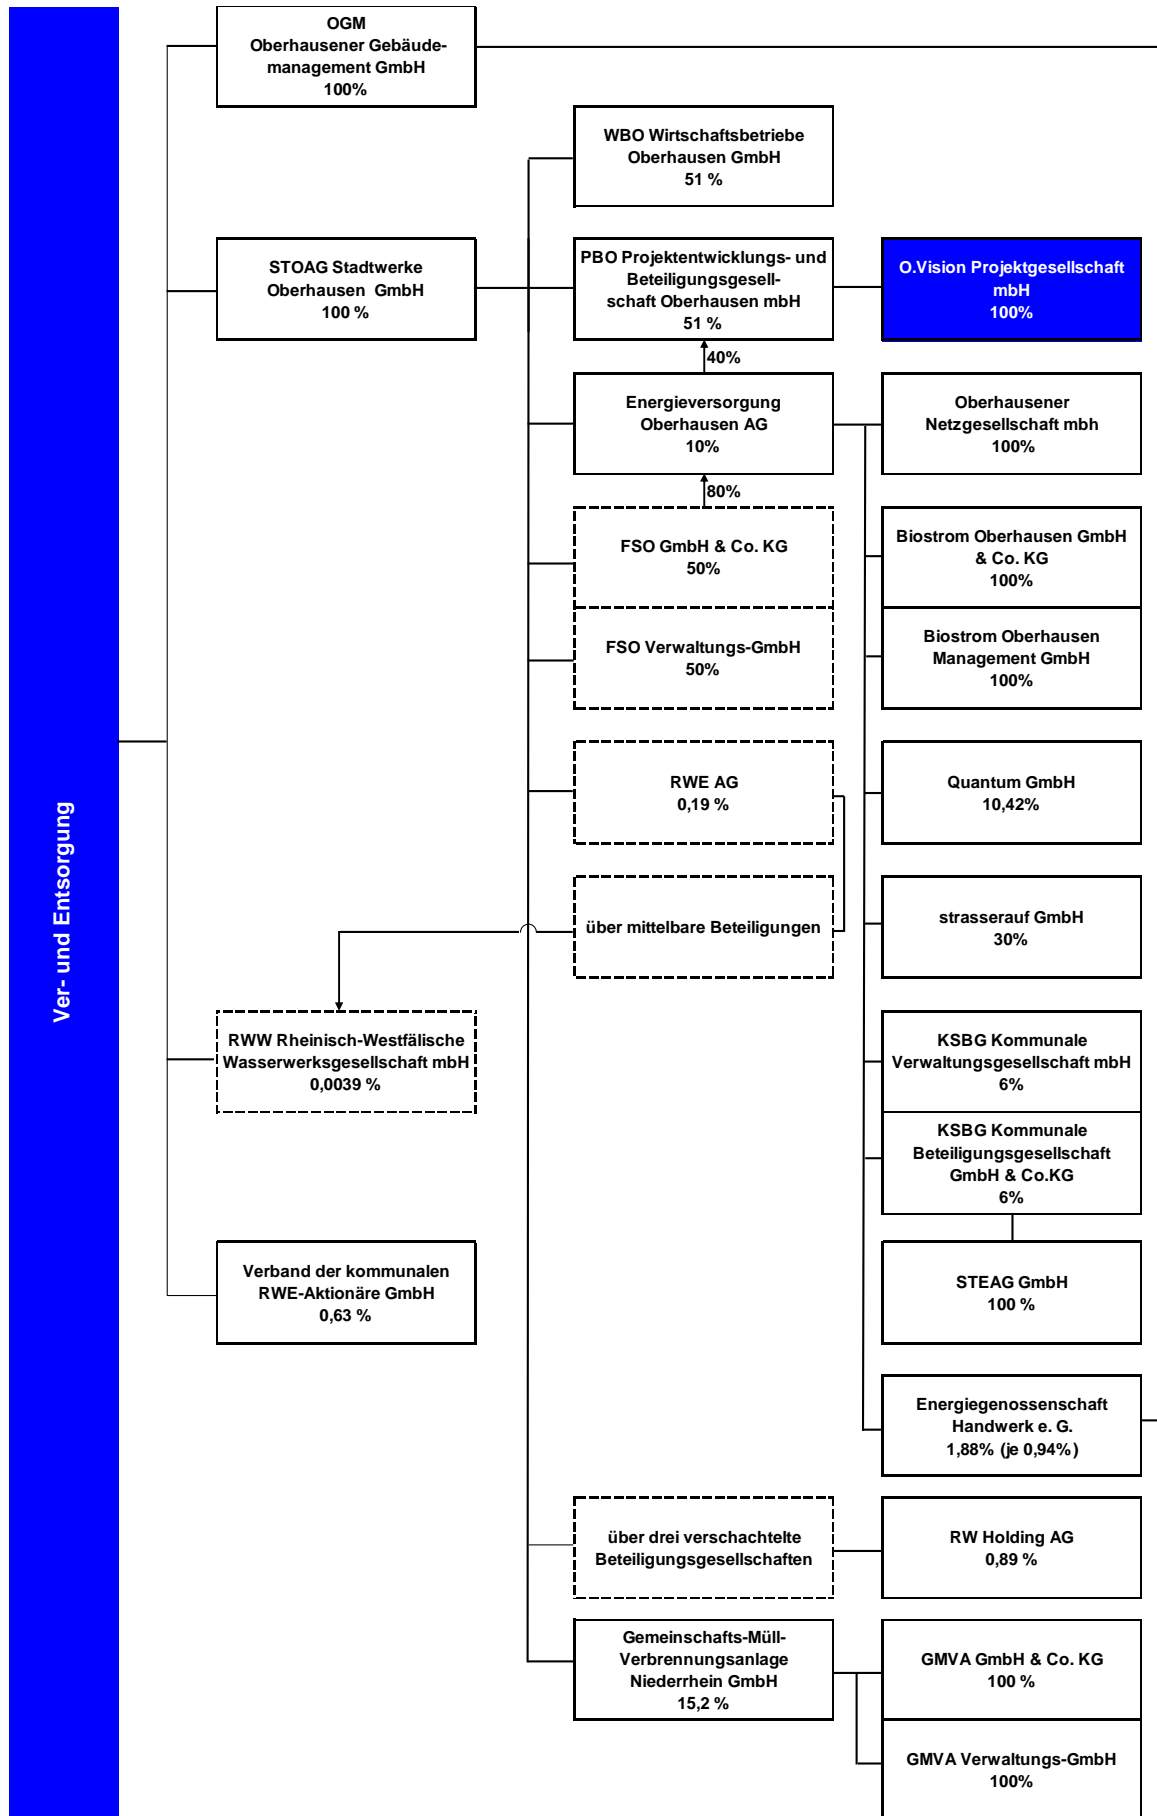 Ver- und Entsorgung
OGM
Oberhausener Gebäude-
management GmbH
100%
WBO Wirtschaftsbetriebe
Oberhausen GmbH
51 %
STOAG Stadtwerke
Oberhausen GmbH
100 %
PBO Projektentwicklungs- und
Beteiligungsgesell-
schaft Oberhausen mbH
51 %
O.Vision Projektgesellschaft
mbH
100%
40%
Energieversorgung
Oberhausen AG
10%
Oberhausener
Netzgesellschaft mbh
100%
80%
FSO GmbH & Co. KG
50%
Biostrom Oberhausen GmbH
& Co. KG
100%
FSO Verwaltungs-GmbH
50%
Biostrom Oberhausen
Management GmbH
100%
RWE AG
0,19 %
Quantum GmbH
10,42%
über mittelbare Beteiligungen
strasserauf GmbH
30%
RWW Rheinisch-Westfälische
Wasserwerksgesellschaft mbH
0,0039 %
KSBG Kommunale
Verwaltungsgesellschaft mbH
6%
KSBG Kommunale
Beteiligungsgesellschaft
GmbH & Co.KG
6%
Verband der kommunalen
RWE-Aktionäre GmbH
0,63 %
STEAG GmbH
100 %
Energiegenossenschaft
Handwerk e. G.
1,88% (je 0,94%)
über drei verschachtelte
Beteiligungsgesellschaften
RW Holding AG
0,89 %
Gemeinschafts-Müll-
Verbrennungsanlage
Niederrhein GmbH
15,2 %
GMVA GmbH & Co. KG
100 %
GMVA Verwaltungs-GmbH
100%